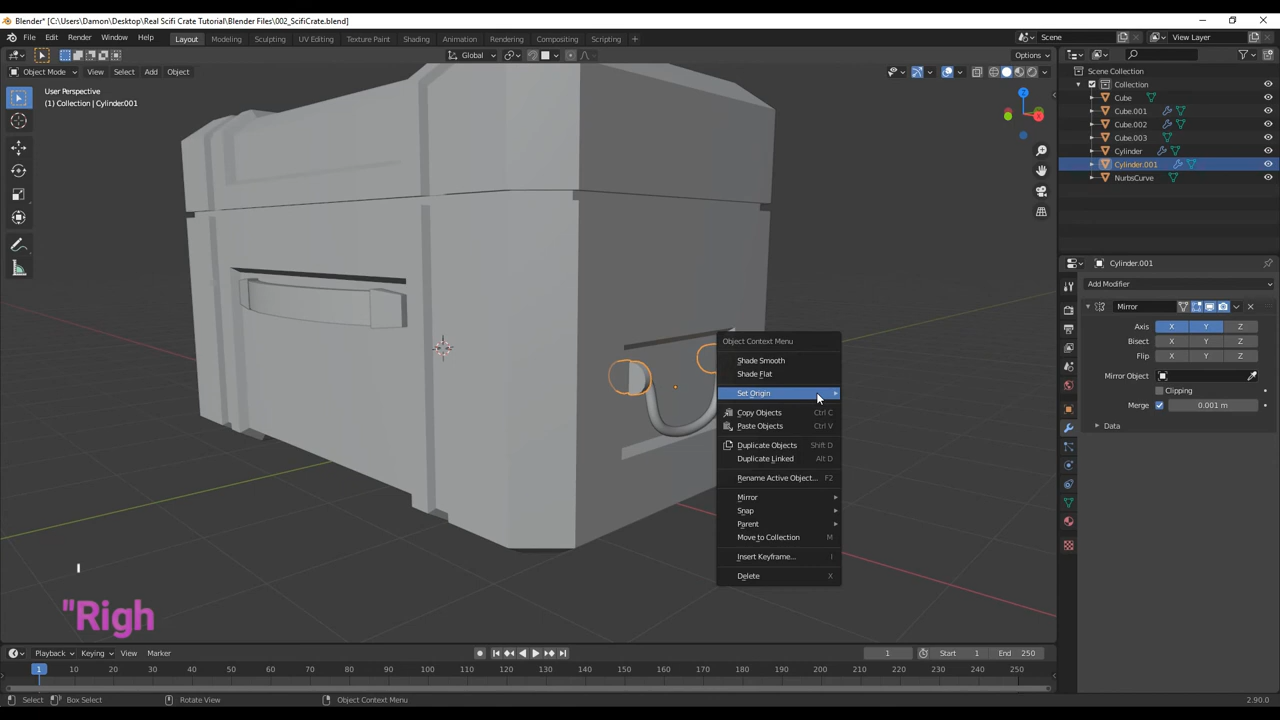 Blender* [C:\Users\Damon\Desktop\Real Scifi Crate Tutorial\Blender Files\002_ScifiCrate.blend]
File Edit Render Window Help Layout Modeling Sculpting UV Editing Texture Paint Shading Animation Rendering Compositing Scripting + Scene View Layer
Global Options
Object Mode View Select Add Object
User Perspective
(1) Collection | Cylinder.001
Z
X
Scene Collection
Collection
Cube
Cube.001
Cube.002
Cube.003
Cylinder
Cylinder.001
NurbsCurve
Cylinder.001
Add Modifier
Mirror
Axis X Y Z
Bisect X Y Z
Flip X Y Z
Mirror Object
Clipping
Merge 0.001 m
Data
Object Context Menu
Shade Smooth
Shade Flat
Set Origin
Copy Objects Ctrl C
Paste Objects Ctrl V
Duplicate Objects Shift D
Duplicate Linked Alt D
Rename Active Object... F2
Mirror
Snap
Parent
Move to Collection M
Insert Keyframe... I
Delete X
"Righ
Playback Keying View Marker 1 Start 1 End 250
1 10 20 30 40 50 60 70 80 90 100 110 120 130 140 150 160 170 180 190 200 210 220 230 240 250
Select Box Select Rotate View Object Context Menu 2.90.0